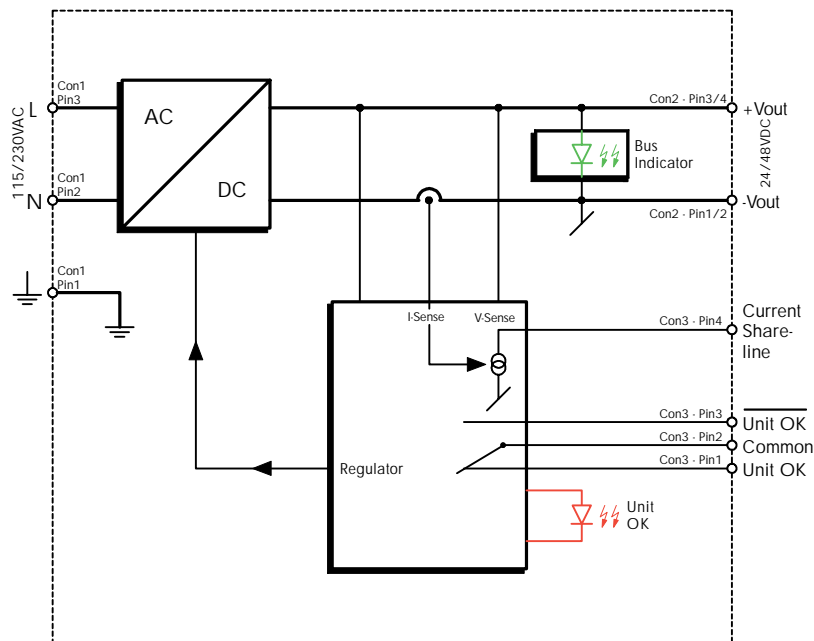 Con1
Pin3
L
AC
DC
115/230VAC
Con1
Pin2
N
Con1
Pin1
Con2 - Pin3/4
+Vout
24/48VDC
Bus
Indicator
-Vout
Con2 - Pin1/2
I-Sense
V-Sense
Con3 - Pin4
Current
Share-
line
Con3 - Pin3
Unit OK
Con3 - Pin2
Common
Con3 - Pin1
Unit OK
Regulator
Unit
OK